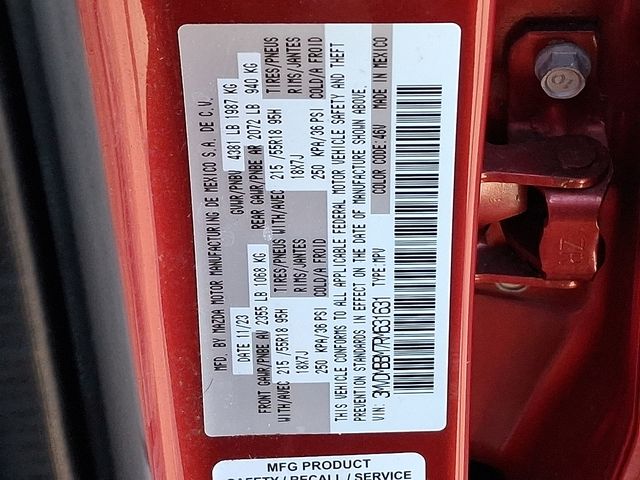 MFD. BY MAZDA MOTOR MANUFACTURING DE MEXICO S.A. DE C.V.
DATE 11/23 GVWR/PNBV 4381 LB 1987 KG
FRONT GAWR/PNBE AV 2355 LB 1068 KG REAR GAWR/PNBE AR 2072 LB 940 KG
TIRES/PNEUS WITH/AVEC 215 /55R18 95H TIRES/PNEUS WITH/AVEC 215 /55R18 95H
RIMS/JANTES 18X7J RIMS/JANTES 18X7J
COLD/A FROID 250 KPA/36 PSI COLD/A FROID 250 KPA/36 PSI
THIS VEHICLE CONFORMS TO ALL APPLICABLE FEDERAL MOTOR VEHICLE SAFETY AND THEFT
PREVENTION STANDARDS IN EFFECT ON THE DATE OF MANUFACTURE SHOWN ABOVE.
VIN: 3MVDMBBM7RM631631 TYPE:MPV COLOR CODE:46V MADE IN MEXICO
MFG PRODUCT
SAFETY / RECALL / SERVICE
ZR